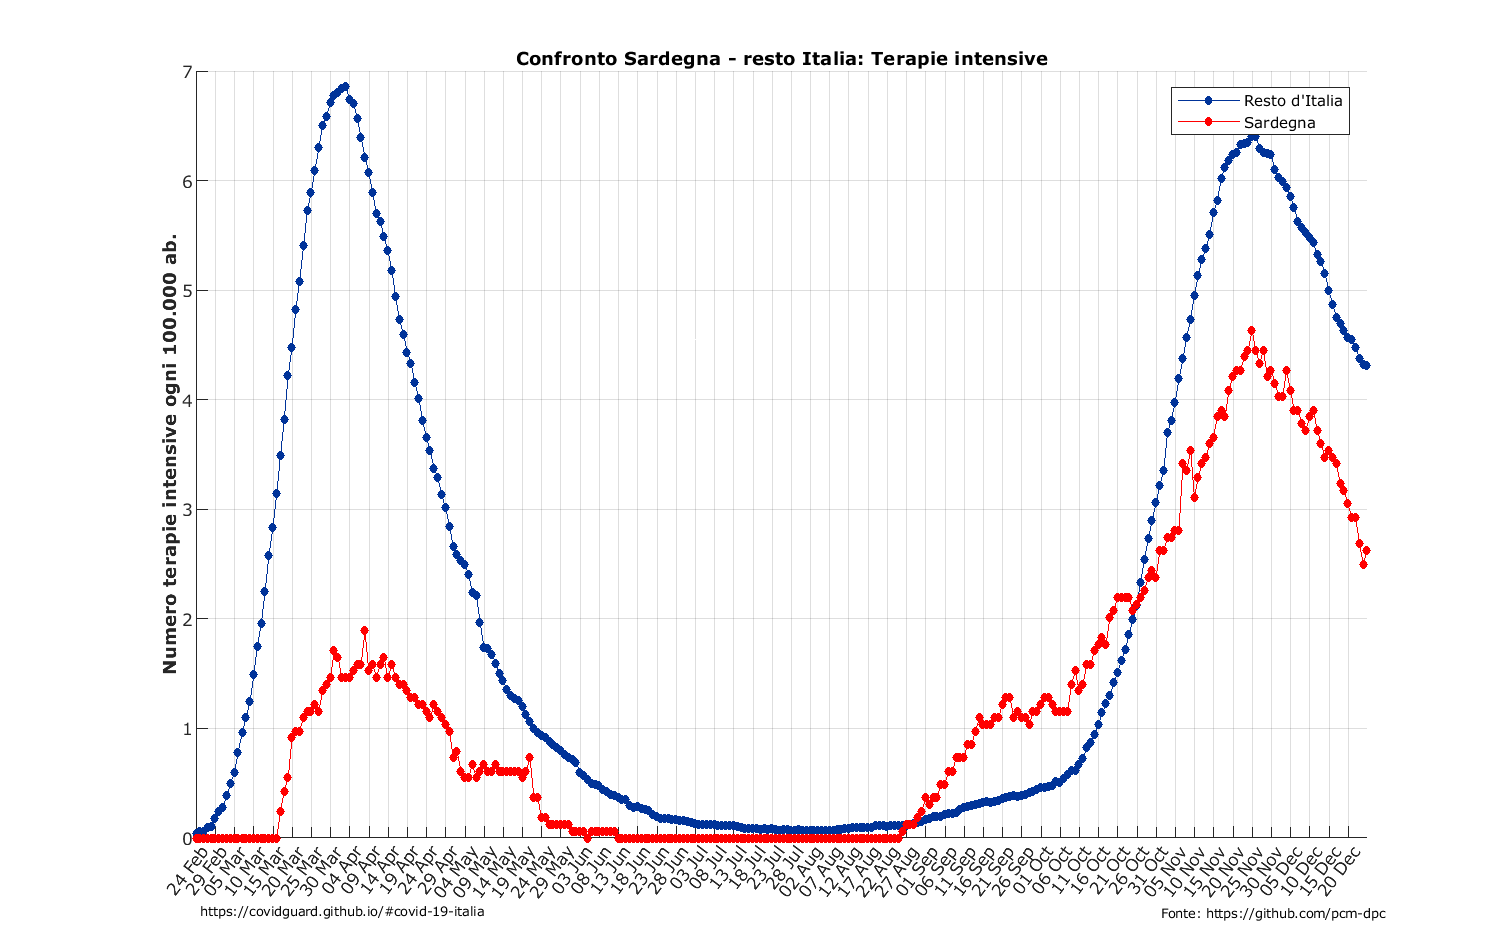 Confronto Sardegna - resto Italia: Terapie intensive
Resto d'Italia
Sardegna
Numero terapie intensive ogni 100.000 ab.
7
6
5
4
3
2
1
0
24 Feb
29 Feb
05 Mar
10 Mar
15 Mar
20 Mar
25 Mar
30 Mar
04 Apr
09 Apr
14 Apr
19 Apr
24 Apr
29 Apr
04 May
09 May
14 May
19 May
24 May
29 May
03 Jun
08 Jun
13 Jun
18 Jun
23 Jun
28 Jun
03 Jul
08 Jul
13 Jul
18 Jul
23 Jul
28 Jul
02 Aug
07 Aug
12 Aug
17 Aug
22 Aug
27 Aug
01 Sep
06 Sep
11 Sep
16 Sep
21 Sep
26 Sep
01 Oct
06 Oct
11 Oct
16 Oct
21 Oct
26 Oct
31 Oct
05 Nov
10 Nov
15 Nov
20 Nov
25 Nov
30 Nov
05 Dec
10 Dec
15 Dec
20 Dec
https://covidguard.github.io/#covid-19-italia
Fonte: https://github.com/pcm-dpc